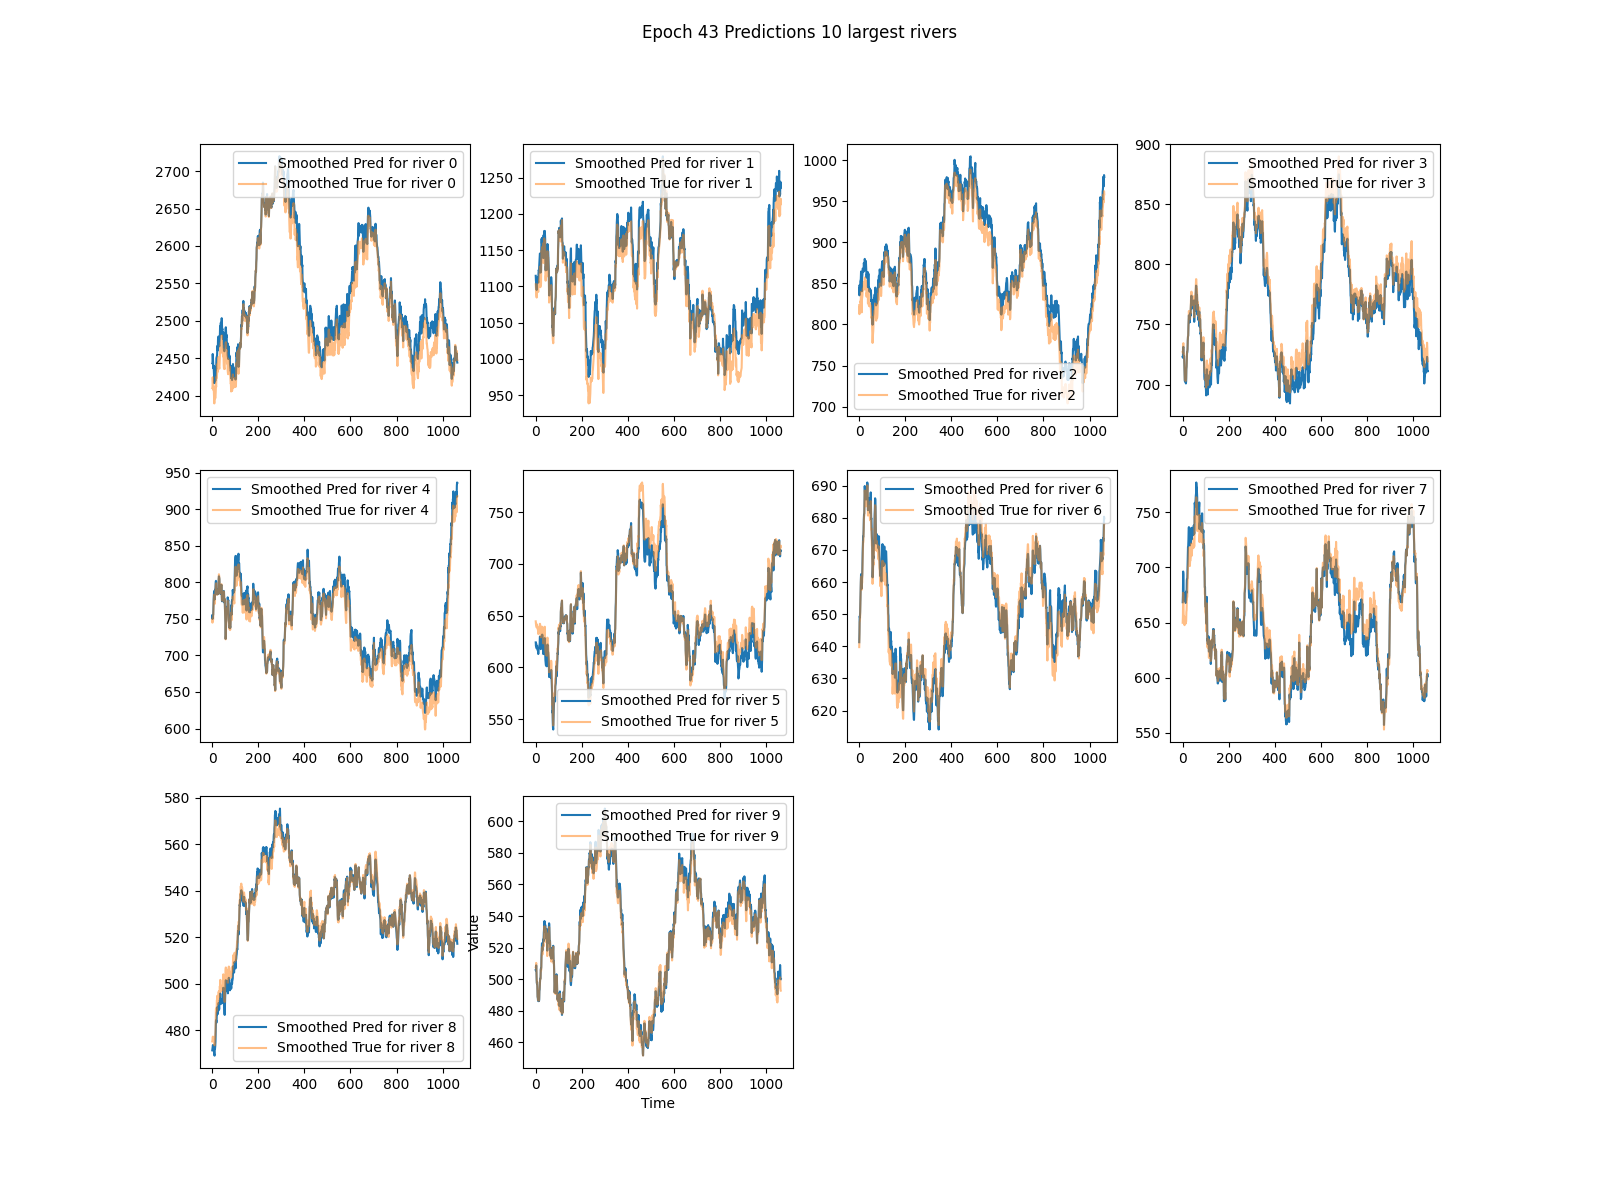 Epoch 43 Predictions 10 largest rivers
Smoothed Pred for river 0
Smoothed True for river 0
2700
2650
2600
2550
2500
2450
2400
0 200 400 600 800 1000
Smoothed Pred for river 1
Smoothed True for river 1
1250
1200
1150
1100
1050
1000
950
0 200 400 600 800 1000
1000
950
900
850
800
750
700
Smoothed Pred for river 2
Smoothed True for river 2
0 200 400 600 800 1000
900
Smoothed Pred for river 3
Smoothed True for river 3
850
800
750
700
0 200 400 600 800 1000
950
Smoothed Pred for river 4
Smoothed True for river 4
900
850
800
750
700
650
600
0 200 400 600 800 1000
750
700
650
600
550
Smoothed Pred for river 5
Smoothed True for river 5
0 200 400 600 800 1000
690
Smoothed Pred for river 6
Smoothed True for river 6
680
670
660
650
640
630
620
0 200 400 600 800 1000
Smoothed Pred for river 7
Smoothed True for river 7
750
700
650
600
550
0 200 400 600 800 1000
580
560
540
520
500
480
Smoothed Pred for river 8
Smoothed True for river 8
0 200 400 600 800 1000
Value
Smoothed Pred for river 9
Smoothed True for river 9
600
580
560
540
520
500
480
460
0 200 400 600 800 1000
Time